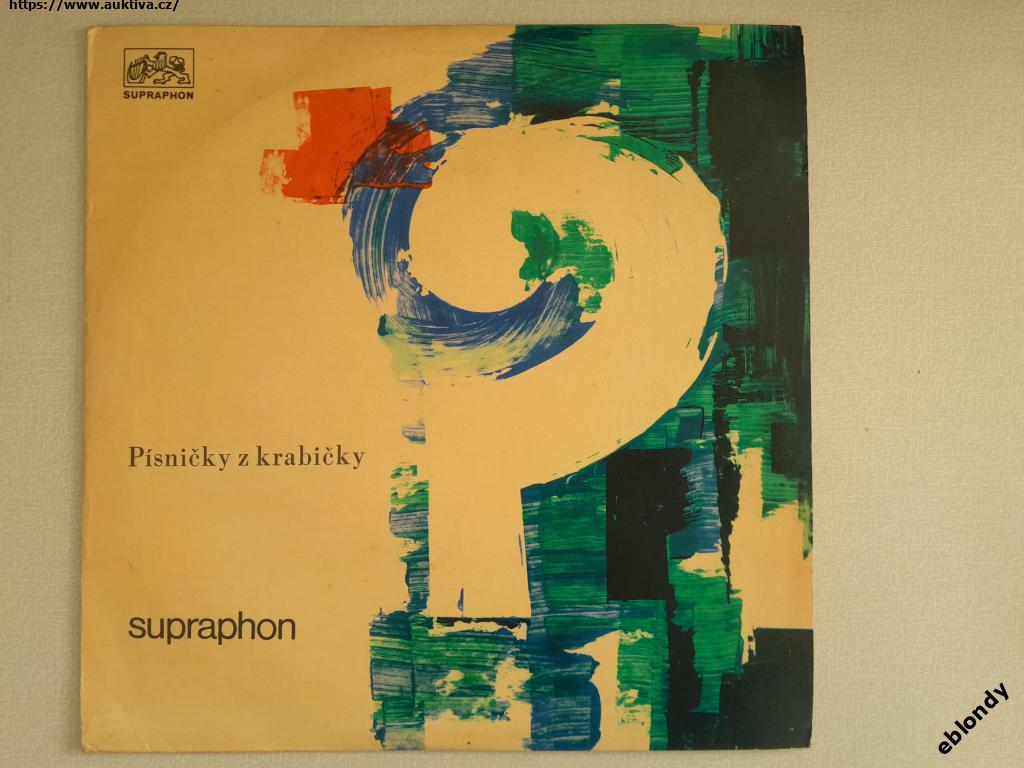 https://www.auktiva.cz/
SUPRAPHON
Písničky z krabičky
supraphon
eblondy